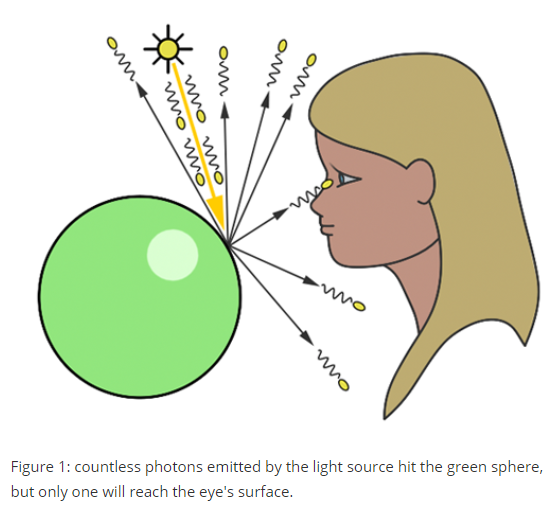 Figure 1: countless photons emitted by the light source hit the green sphere,
but only one will reach the eye's surface.